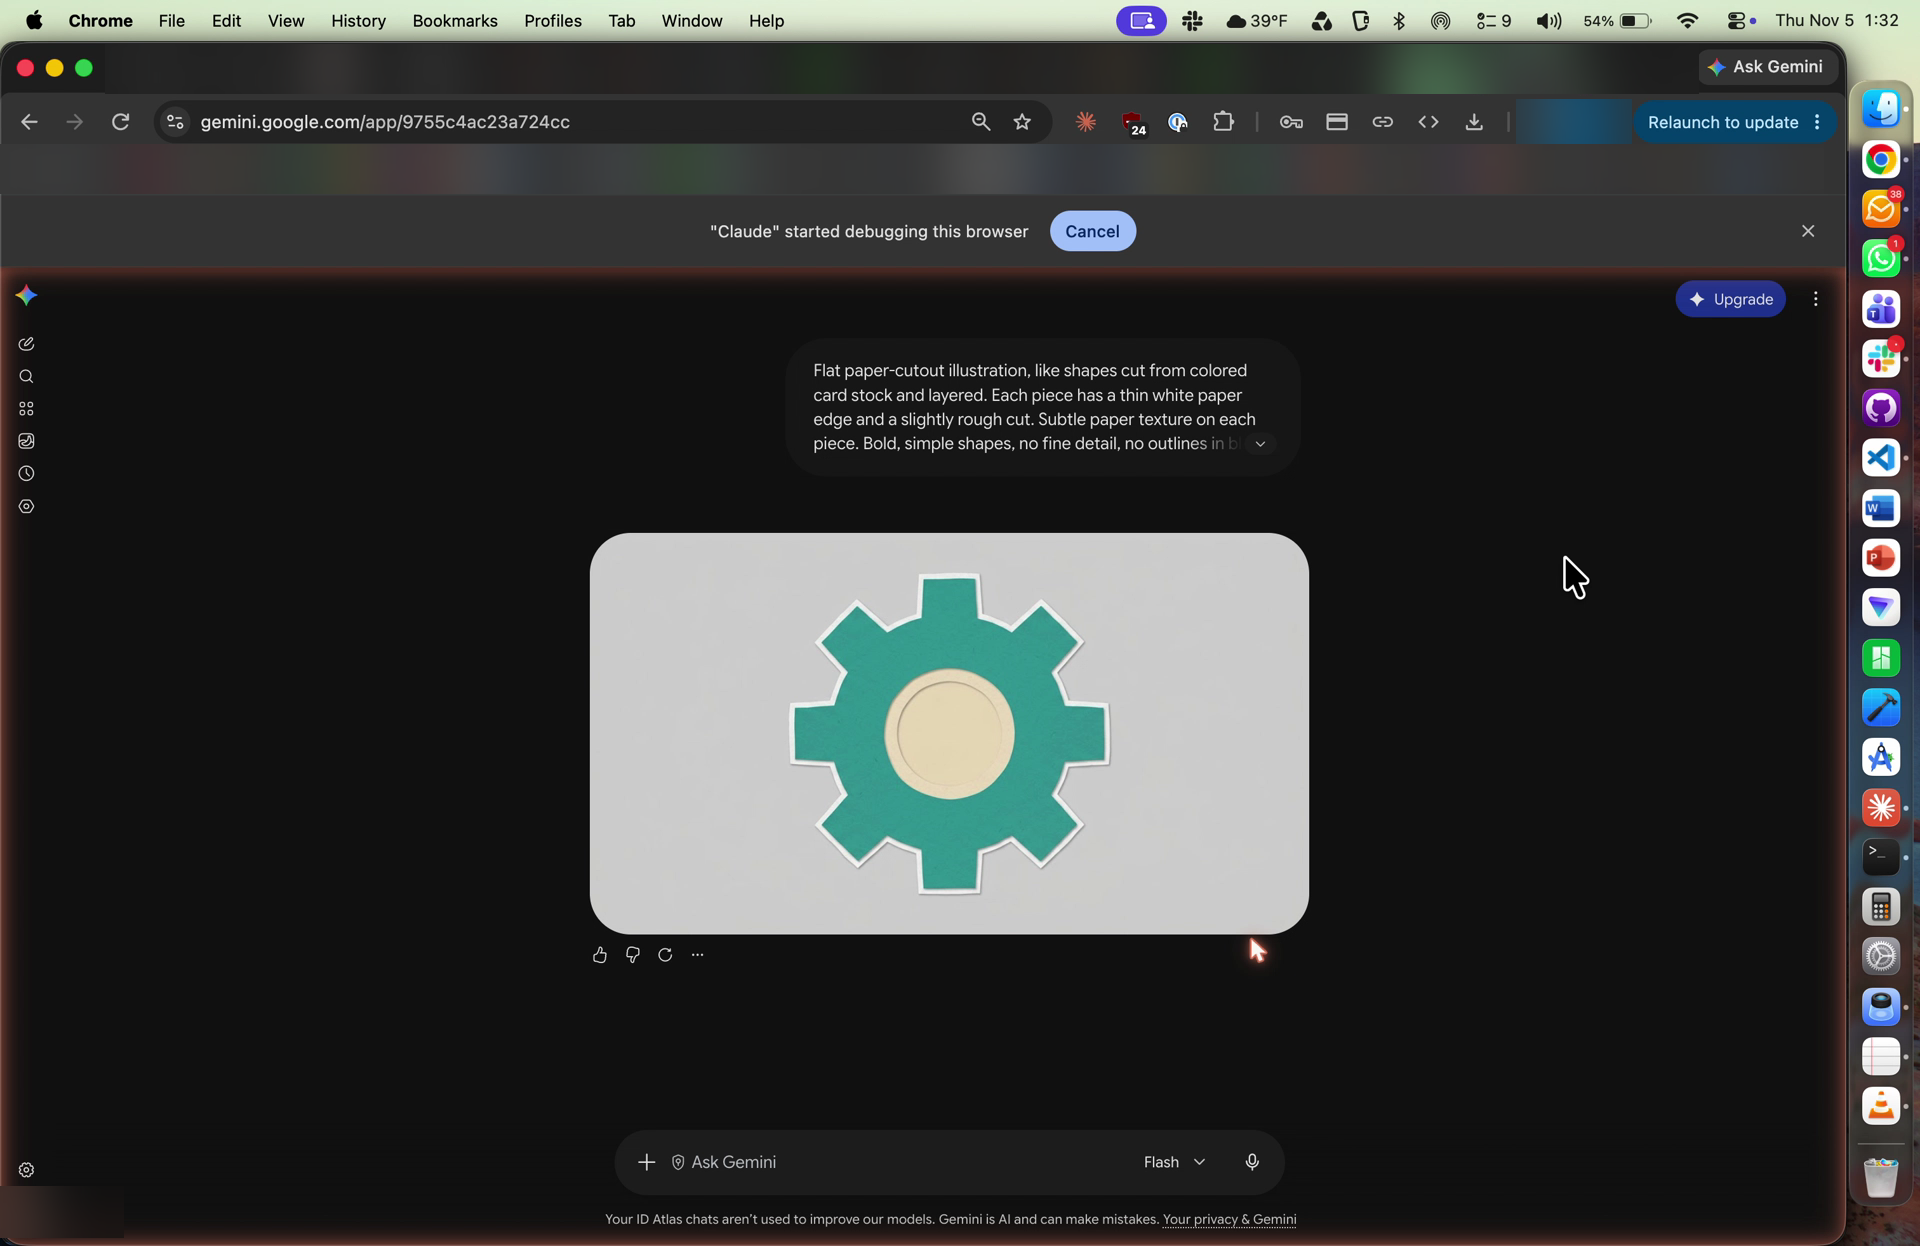 Chrome File Edit View History Bookmarks Profiles Tab Window Help 39°F 9 54% Thu Nov 5 1:32
Ask Gemini
gemini.google.com/app/9755c4ac23a724cc 24 Relaunch to update
38
1
"Claude" started debugging this browser Cancel
Upgrade
Flat paper-cutout illustration, like shapes cut from colored
card stock and layered. Each piece has a thin white paper
edge and a slightly rough cut. Subtle paper texture on each
piece. Bold, simple shapes, no fine detail, no outlines in bl
Ask Gemini Flash
Your ID Atlas chats aren't used to improve our models. Gemini is AI and can make mistakes. Your privacy & Gemini